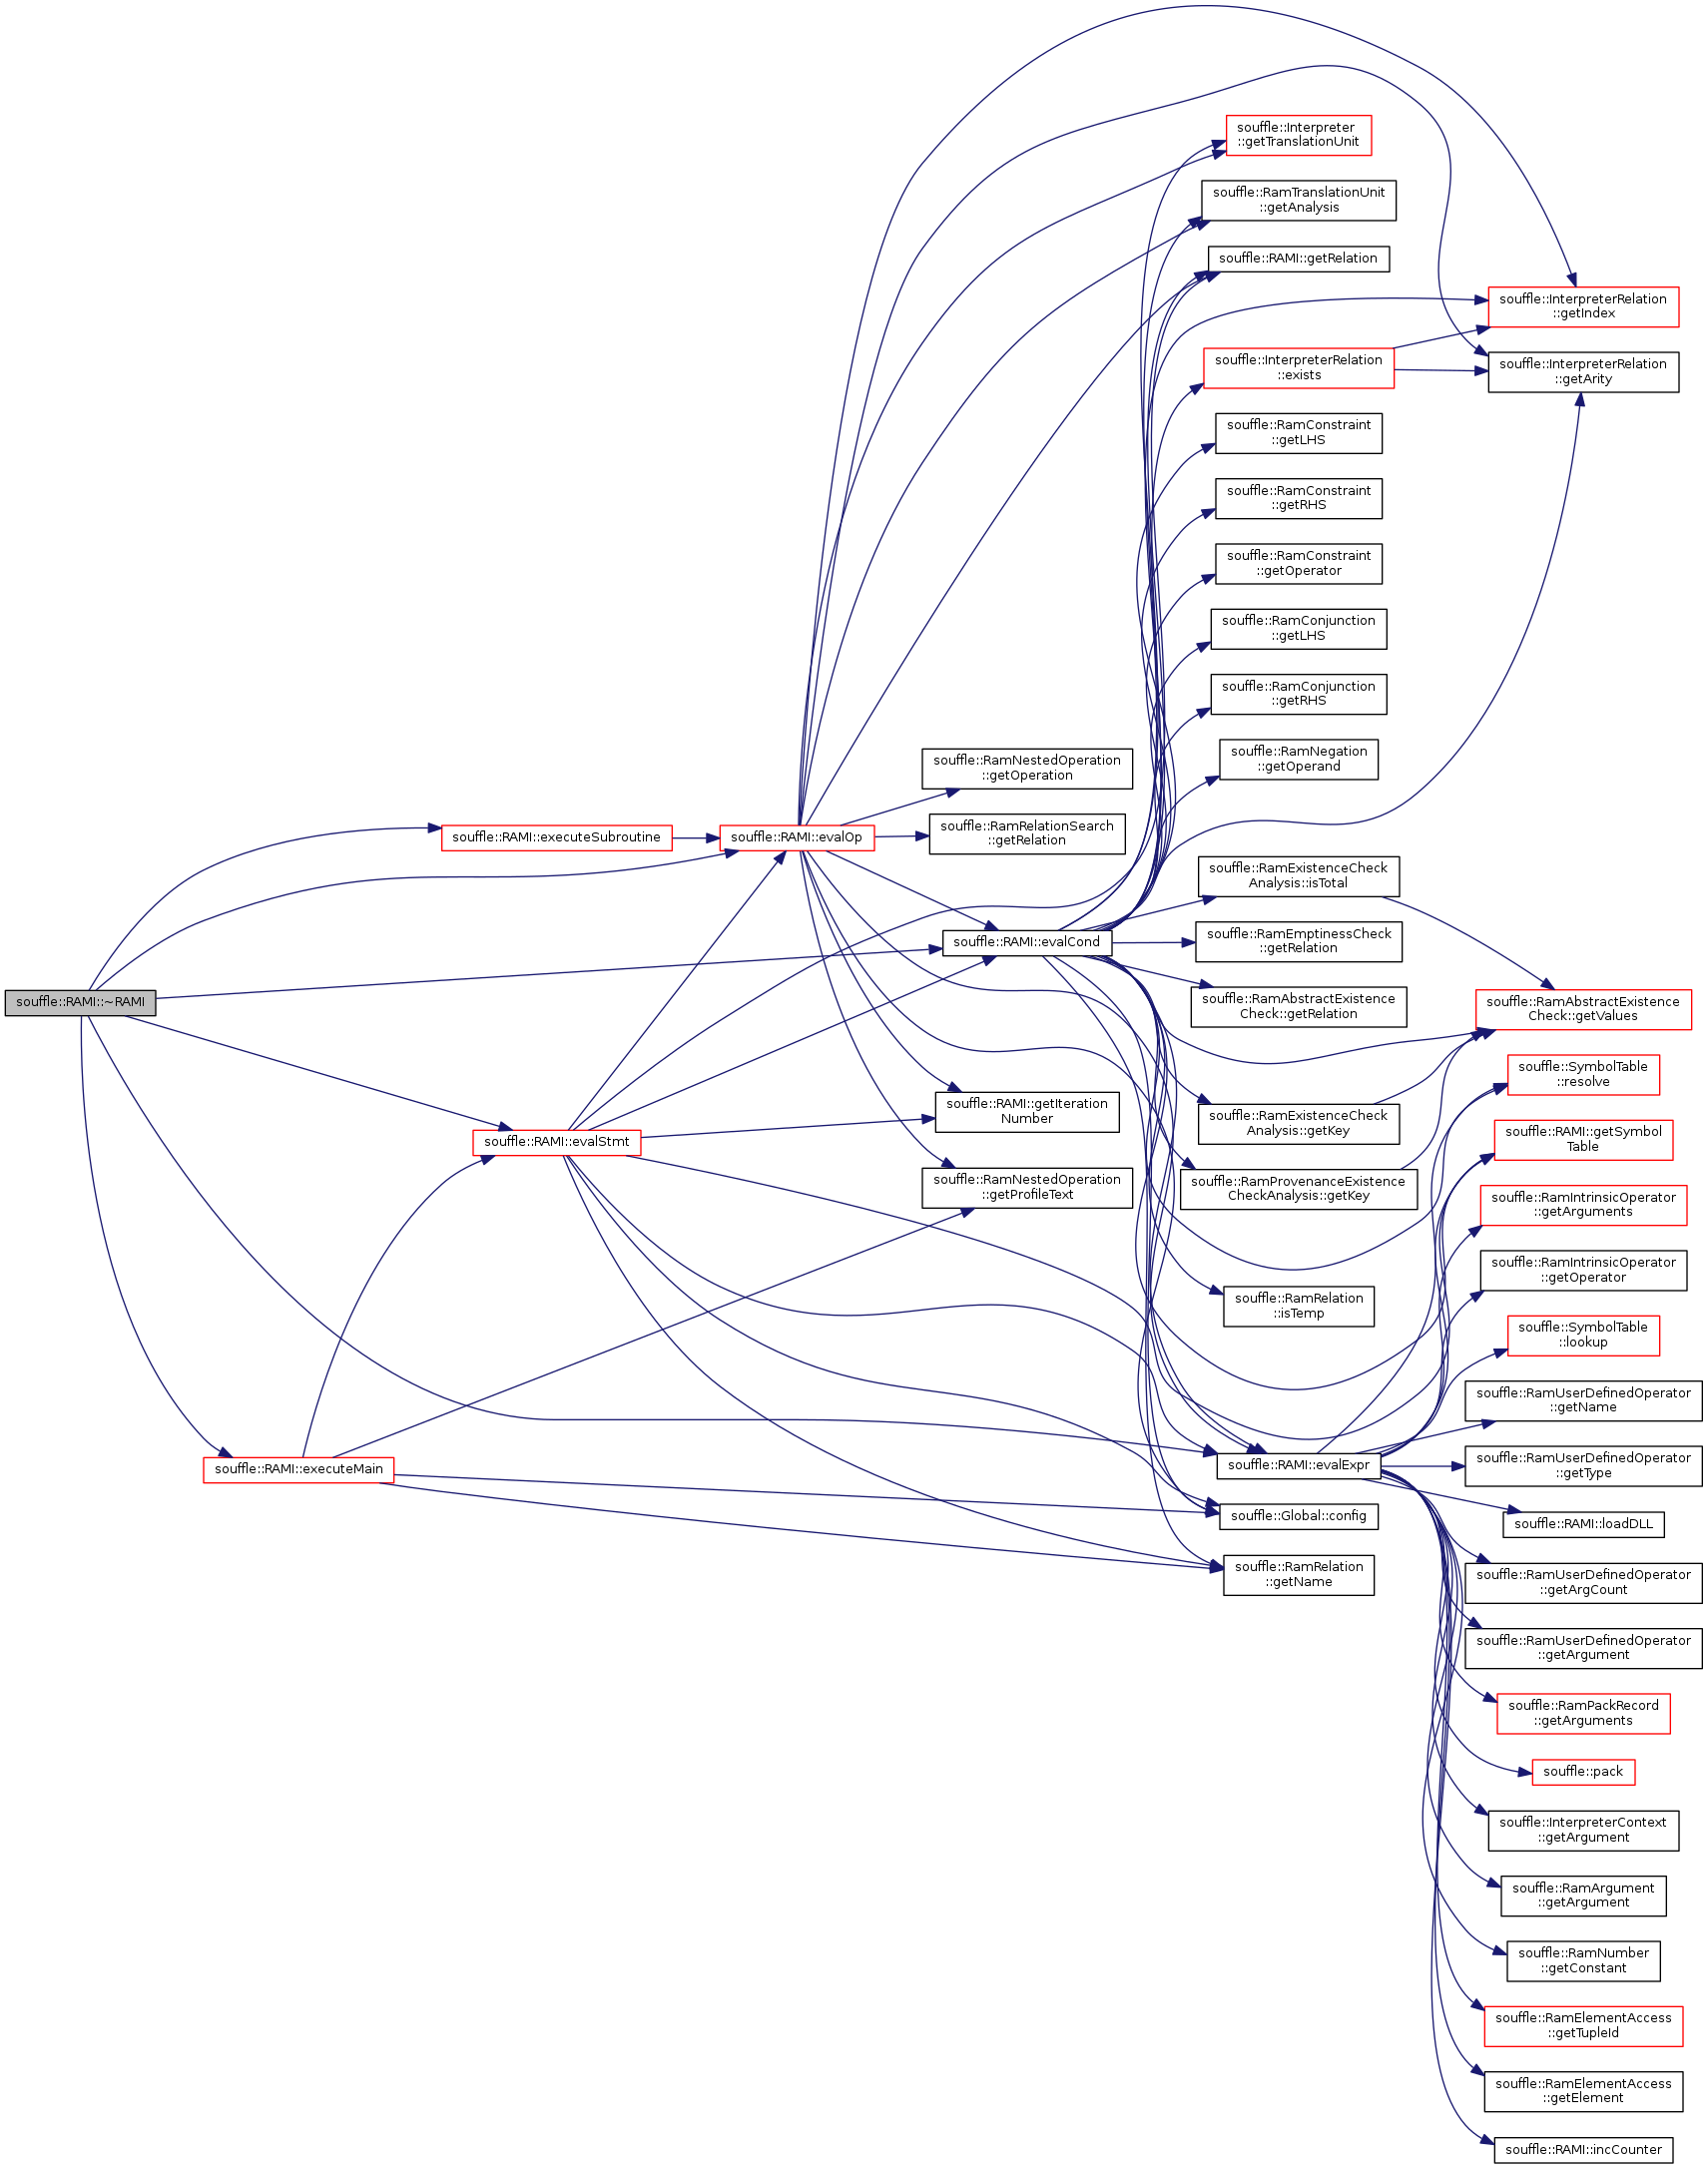 souffle::Interpreter
::getTranslationUnit
souffle::RamTranslationUnit
::getAnalysis
souffle::RAMI::getRelation
souffle::InterpreterRelation
::getIndex
souffle::InterpreterRelation
::exists
souffle::InterpreterRelation
::getArity
souffle::RamConstraint
::getLHS
souffle::RamConstraint
::getRHS
souffle::RamConstraint
::getOperator
souffle::RamConjunction
::getLHS
souffle::RamConjunction
::getRHS
souffle::RamNegation
::getOperand
souffle::RamNestedOperation
::getOperation
souffle::RAMI::executeSubroutine
souffle::RAMI::evalOp
souffle::RamRelationSearch
::getRelation
souffle::RamExistenceCheck
Analysis::isTotal
souffle::RAMI::evalCond
souffle::RamEmptinessCheck
::getRelation
souffle::RAMI::~RAMI
souffle::RamAbstractExistence
Check::getRelation
souffle::RamAbstractExistence
Check::getValues
souffle::SymbolTable
::resolve
souffle::RAMI::getIteration
Number
souffle::RamExistenceCheck
Analysis::getKey
souffle::RAMI::evalStmt
souffle::RAMI::getSymbol
Table
souffle::RamNestedOperation
::getProfileText
souffle::RamProvenanceExistence
CheckAnalysis::getKey
souffle::RamIntrinsicOperator
::getArguments
souffle::RamIntrinsicOperator
::getOperator
souffle::RamRelation
::isTemp
souffle::SymbolTable
::lookup
souffle::RamUserDefinedOperator
::getName
souffle::RAMI::executeMain
souffle::RAMI::evalExpr
souffle::RamUserDefinedOperator
::getType
souffle::Global::config
souffle::RAMI::loadDLL
souffle::RamRelation
::getName
souffle::RamUserDefinedOperator
::getArgCount
souffle::RamUserDefinedOperator
::getArgument
souffle::RamPackRecord
::getArguments
souffle::pack
souffle::InterpreterContext
::getArgument
souffle::RamArgument
::getArgument
souffle::RamNumber
::getConstant
souffle::RamElementAccess
::getTupleId
souffle::RamElementAccess
::getElement
souffle::RAMI::incCounter